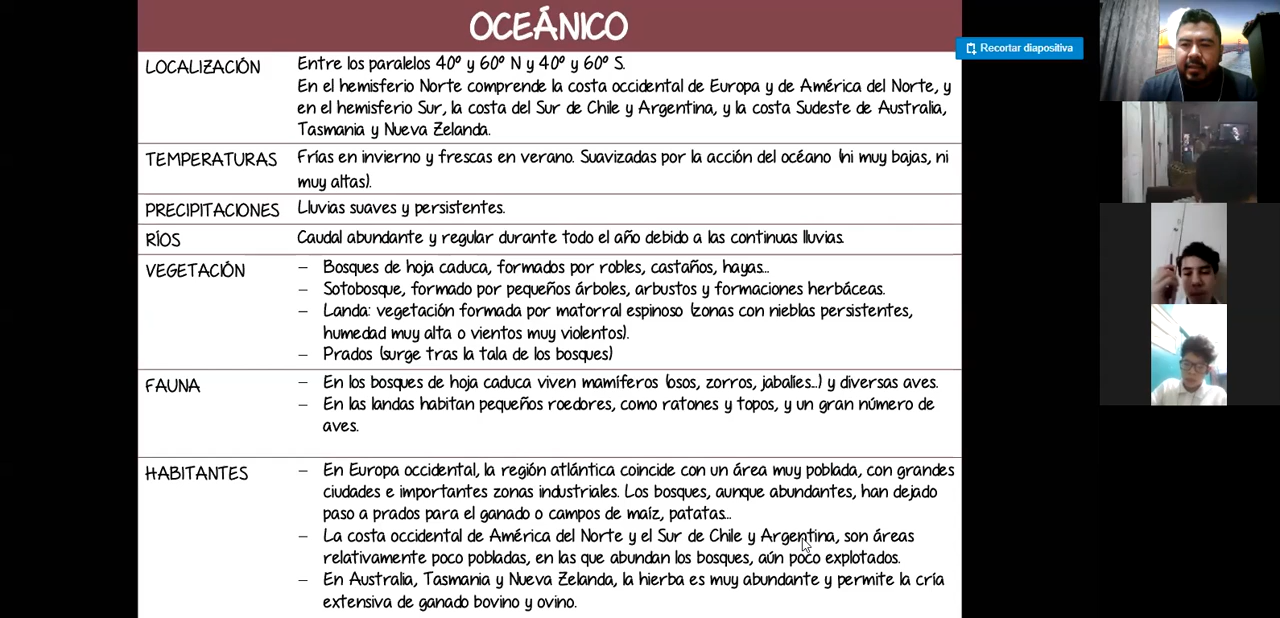 OCEÁNICO
Recortar diapositiva
LOCALIZACIÓN
Entre los paralelos 40º y 60º N y 40º y 60º S.
En el hemisferio Norte comprende la costa occidental de Europa y de América del Norte, y
en el hemisferio Sur, la costa del Sur de Chile y Argentina, y la costa Sudeste de Australia,
Tasmania y Nueva Zelanda.
TEMPERATURAS
Frías en invierno y frescas en verano. Suavizadas por la acción del océano (ni muy bajas, ni
muy altas).
PRECIPITACIONES
Lluvias suaves y persistentes.
RÍOS
Caudal abundante y regular durante todo el año debido a las continuas lluvias.
VEGETACIÓN
– Bosques de hoja caduca, formados por robles, castaños, hayas...
– Sotobosque, formado por pequeños árboles, arbustos y formaciones herbáceas.
– Landa: vegetación formada por matorral espinoso (zonas con nieblas persistentes,
humedad muy alta o vientos muy violentos).
– Prados (surge tras la tala de los bosques)
FAUNA
– En los bosques de hoja caduca viven mamíferos (osos, zorros, jabalíes...) y diversas aves.
– En las landas habitan pequeños roedores, como ratones y topos, y un gran número de
aves.
HABITANTES
– En Europa occidental, la región atlántica coincide con un área muy poblada, con grandes
ciudades e importantes zonas industriales. Los bosques, aunque abundantes, han dejado
paso a prados para el ganado o campos de maíz, patatas...
– La costa occidental de América del Norte y el Sur de Chile y Argentina, son áreas
relativamente poco pobladas, en las que abundan los bosques, aún poco explotados.
– En Australia, Tasmania y Nueva Zelanda, la hierba es muy abundante y permite la cría
extensiva de ganado bovino y ovino.